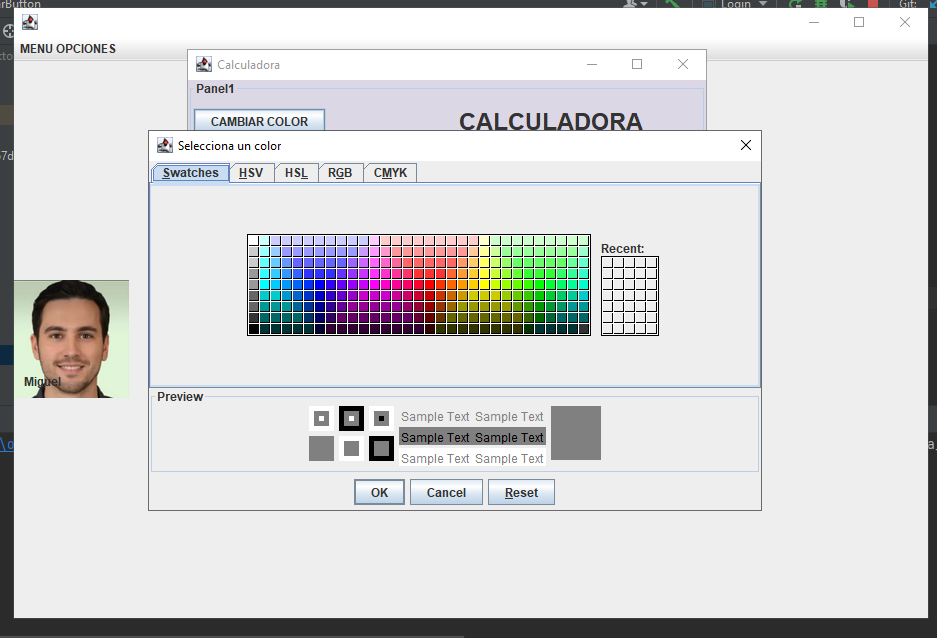 arButton
Login
Git:
MENU OPCIONES
Calculadora
Panel1
CAMBIAR COLOR
CALCULADORA
Selecciona un color
Swatches HSV HSL RGB CMYK
Recent:
Miguel
Preview
Sample Text Sample Text
Sample Text Sample Text
Sample Text Sample Text
OK Cancel Reset